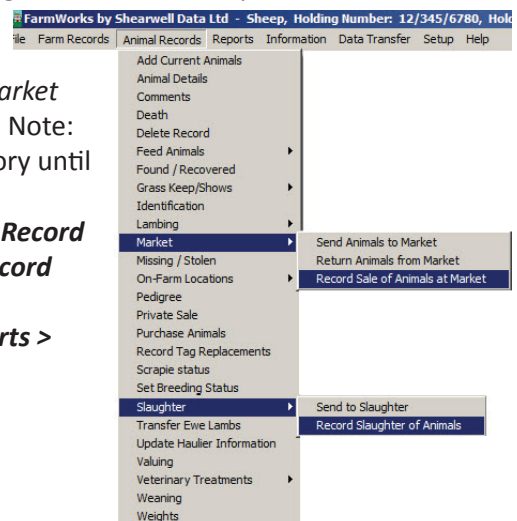 FarmWorks by Shearwell Data Ltd - Sheep, Holding Number: 12/345/6780, Hold
File Farm Records Animal Records Reports Information Data Transfer Setup Help
arket
Note:
ory until
Record
cord
rts >
Add Current Animals
Animal Details
Comments
Death
Delete Record
Feed Animals
Found / Recovered
Grass Keep/Shows
Identification
Lambing
Market
Missing / Stolen
On-Farm Locations
Pedigree
Private Sale
Purchase Animals
Record Tag Replacements
Scrapie status
Set Breeding Status
Slaughter
Transfer Ewe Lambs
Update Haulier Information
Valuing
Veterinary Treatments
Weaning
Weights
Send Animals to Market
Return Animals from Market
Record Sale of Animals at Market
Send to Slaughter
Record Slaughter of Animals